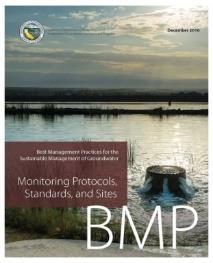 December 2016
Best Management Practices for the
Sustainable Management of Groundwater
Monitoring Protocols,
Standards, and Sites
BMP